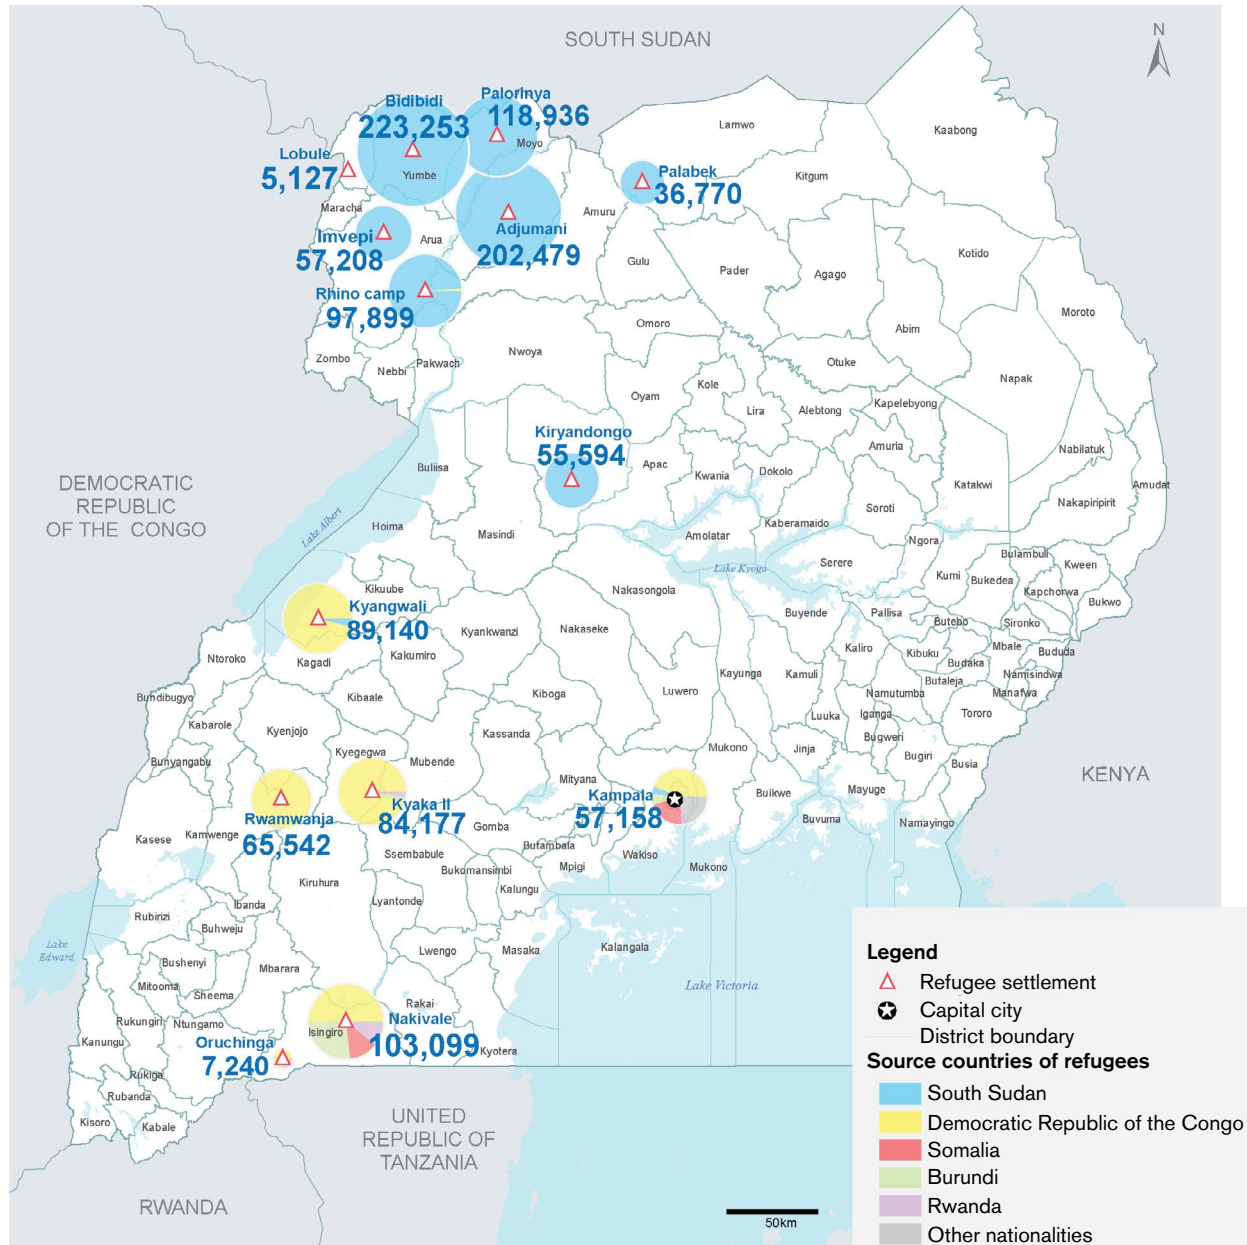 SOUTH SUDAN
N
Bidibidi
223,253
Palorinya
118,936
Moyo
Lamwo
Kaabong
Lobule
5,127
Yumbe
Palabek
36,770
Kitgum
Maracha
Imvepi
57,208
Arua
Adjumani
202,479
Amuru
Gulu
Pader
Agago
Kotido
Rhino camp
97,899
Omoro
Moroto
Abim
Zombo
Nebbi
Pakwach
Nwoya
Otuke
Napak
Oyam
Kole
Lira
Alebtong
Kapelebyong
Kiryandongo
55,594
Amuria
Nabilatuk
Buliisa
Apac
Kwania
Dokolo
Katakwi
Amudat
Nakapiripirit
DEMOCRATIC
REPUBLIC
OF THE CONGO
Lake Albert
Hoima
Masindi
Amolatar
Kaberamaido
Soroti
Ngora
Lake Kyoga
Serere
Bulambuli
Kween
Kumi
Bukedea
Kapchorwa
Bukwo
Kikuube
Kyangwali
89,140
Nakasongola
Buyende
Pallisa
Butebo
Sironko
Kyankwanzi
Nakaseke
Kaliro
Kibuku
Mbale
Bududa
Budaka
Ntoroko
Kagadi
Kakumiro
Kayunga
Kamuli
Butaleja
Namisindwa
Manafwa
Bundibugyo
Kibaale
Kiboga
Luwero
Namutumba
Kabarole
Kyenjojo
Luuka
Iganga
Tororo
Kassanda
Bugweri
Bunyangabu
Kyegegwa
Mubende
Mukono
Jinja
Bugiri
Busia
Mityana
KENYA
Rwamwanja
65,542
Kyaka II
84,177
Kampala
57,158
Buikwe
Mayuge
Buvuma
Namayingo
Kasese
Kamwenge
Gomba
Butambala
Ssembabule
Bukomansimbi
Mpigi
Wakiso
Mukono
Kiruhura
Kalungu
Rubirizi
Ibanda
Lyantonde
Buhweju
Lake
Edward
Lwengo
Masaka
Kalangala
Bushenyi
Mbarara
Mitooma
Sheema
Lake Victoria
Rukungiri
Ntungamo
Isingiro
Rakai
Nakivale
103,099
Kanungu
Oruchinga
7,240
Kyotera
Rukiga
Rubanda
Kisoro
Kabale
UNITED
REPUBLIC OF
TANZANIA
RWANDA
50km
Legend
Refugee settlement
Capital city
District boundary
Source countries of refugees
South Sudan
Democratic Republic of the Congo
Somalia
Burundi
Rwanda
Other nationalities